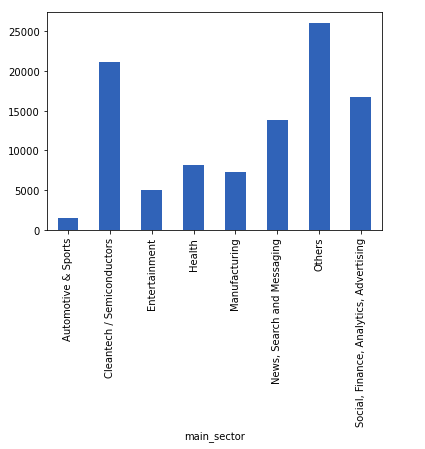 25000
20000
15000
10000
5000
0
Automotive & Sports
Cleantech / Semiconductors
Entertainment
Health
Manufacturing
News, Search and Messaging
Others
Social, Finance, Analytics, Advertising
main_sector